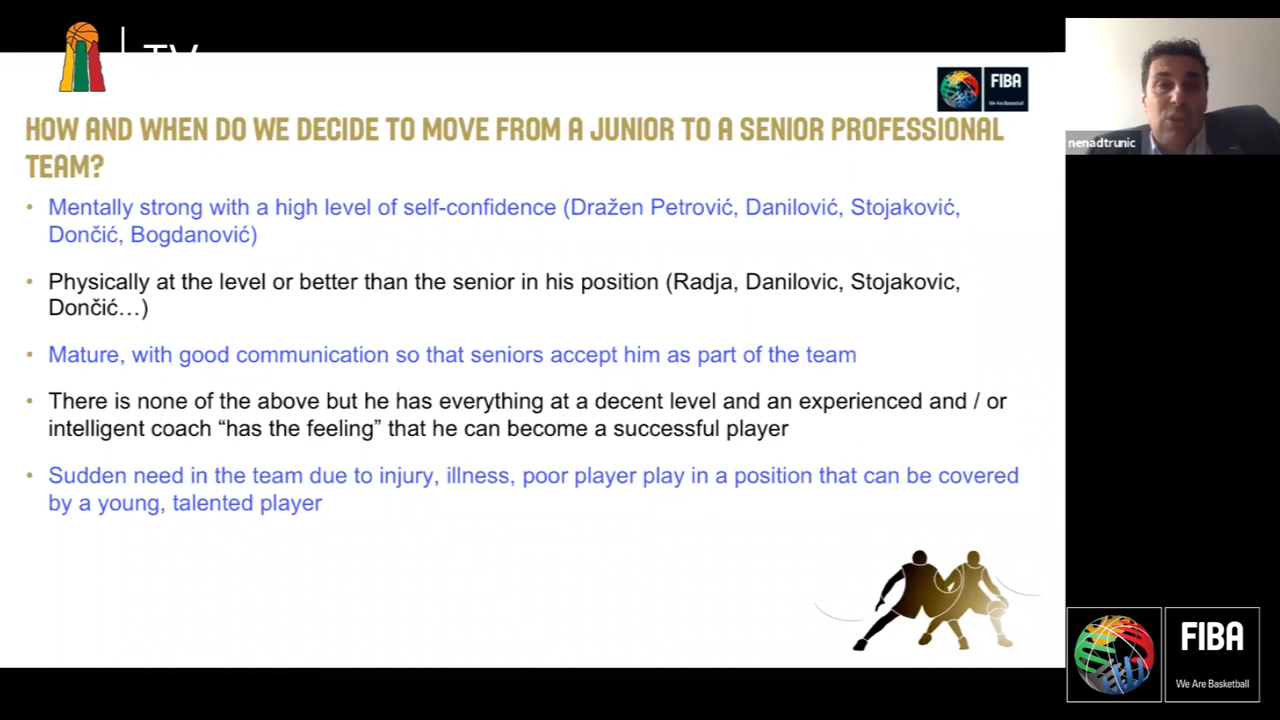 TV
FIBA
We Are Basketball
HOW AND WHEN DO WE DECIDE TO MOVE FROM A JUNIOR TO A SENIOR PROFESSIONAL
TEAM?
• Mentally strong with a high level of self-confidence (Dražen Petrović, Danilović, Stojaković,
Dončić, Bogdanović)
• Physically at the level or better than the senior in his position (Radja, Danilovic, Stojakovic,
Dončić…)
• Mature, with good communication so that seniors accept him as part of the team
• There is none of the above but he has everything at a decent level and an experienced and / or
intelligent coach “has the feeling” that he can become a successful player
• Sudden need in the team due to injury, illness, poor player play in a position that can be covered
by a young, talented player
nenadtrunic
FIBA
We Are Basketball